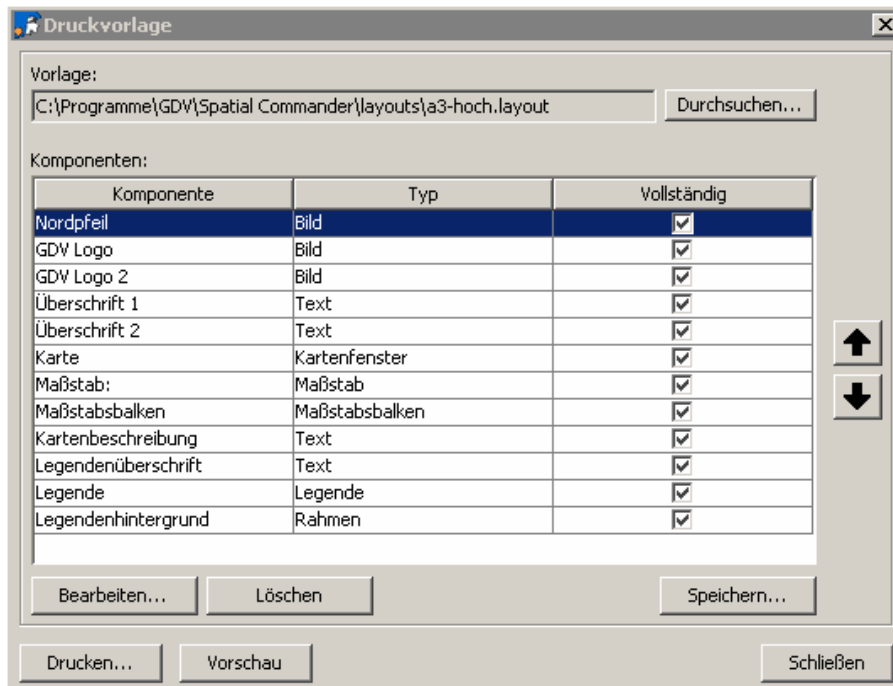 Druckvorlage
Vorlage:
C:\Programme\GDV\Spatial Commander\layouts\a3-hoch.layout Durchsuchen...
Komponenten:
Komponente Typ Vollständig
Nordpfeil Bild
GDV Logo Bild
GDV Logo 2 Bild
Überschrift 1 Text
Überschrift 2 Text
Karte Kartenfenster
Maßstab: Maßstab
Maßstabsbalken Maßstabsbalken
Kartenbeschreibung Text
Legendenüberschrift Text
Legende Legende
Legendenhintergrund Rahmen
Bearbeiten... Löschen Speichern...
Drucken... Vorschau Schließen